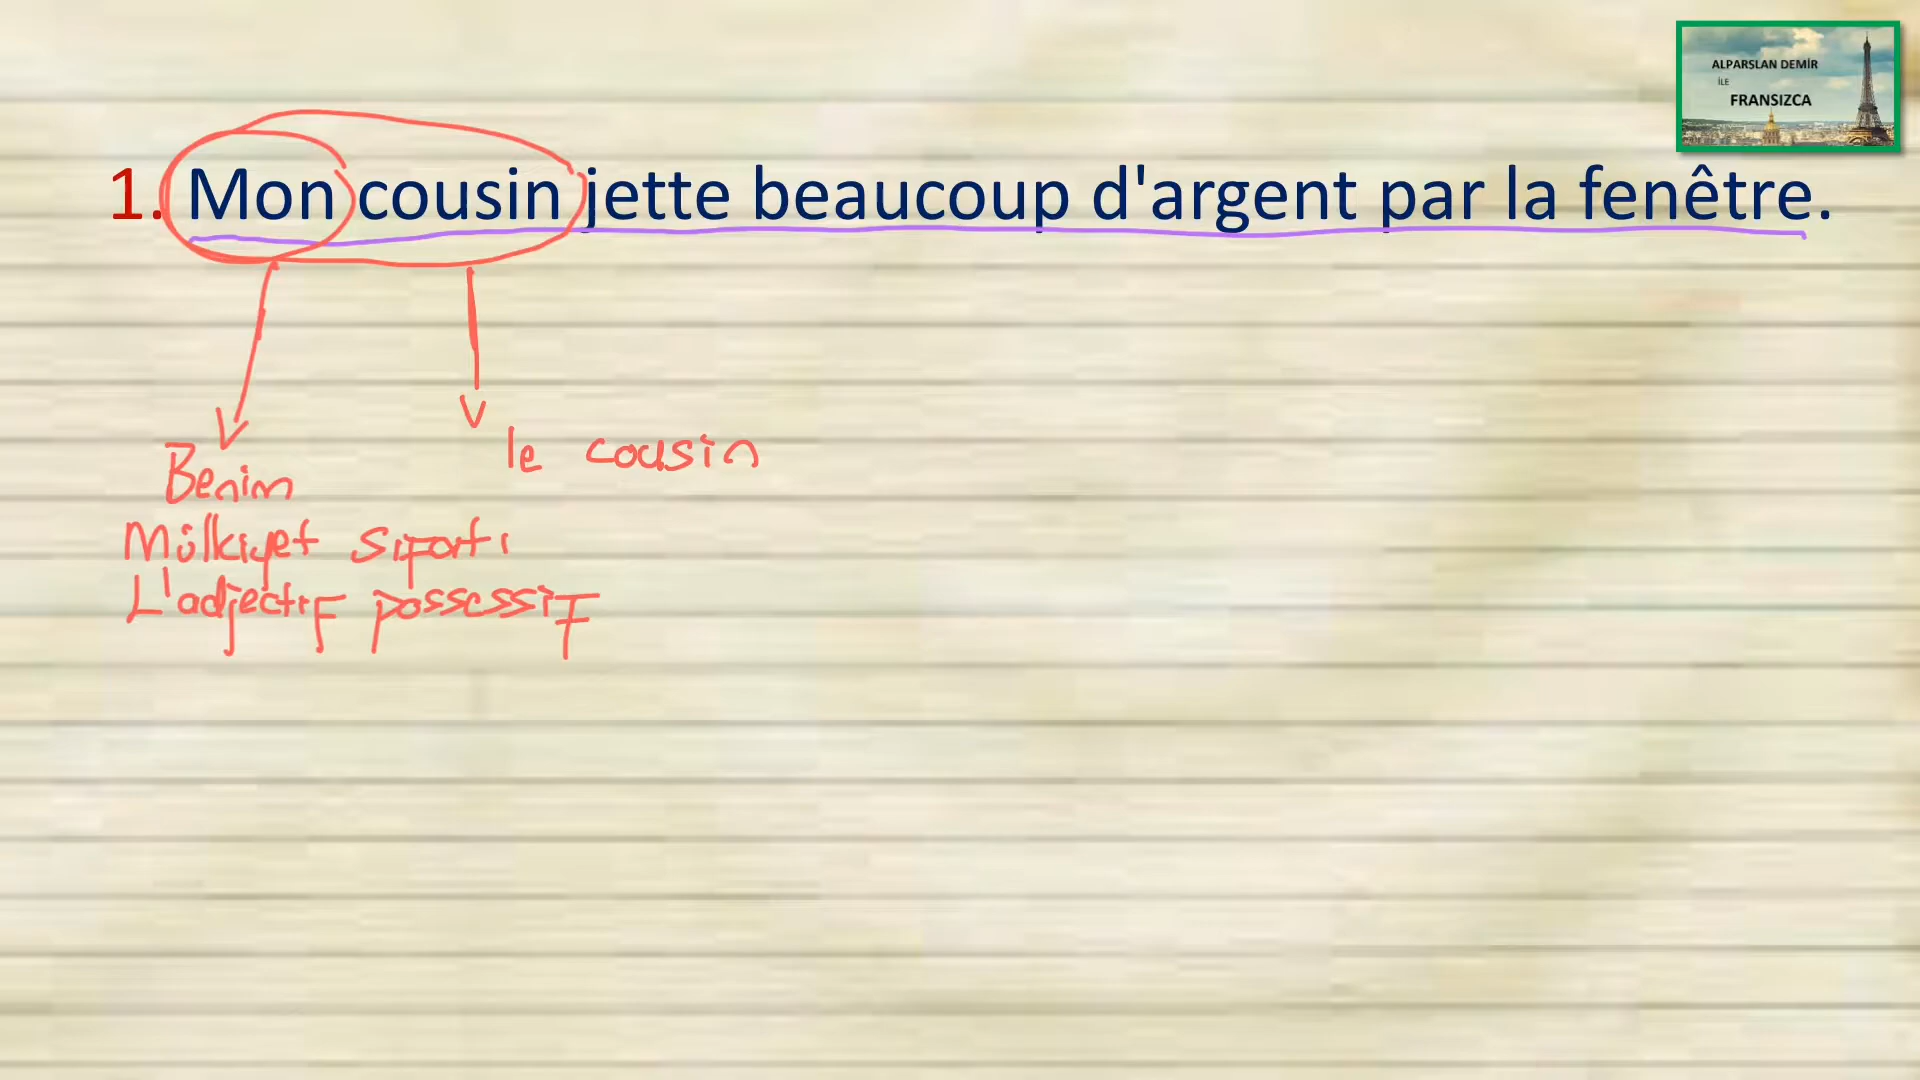 ALPARSLAN DEMİR
İLE
FRANSIZCA
1. Mon cousin jette beaucoup d'argent par la fenêtre.
le cousin
Benim
Mülkiyet sıfatı
L'adjectif possessif